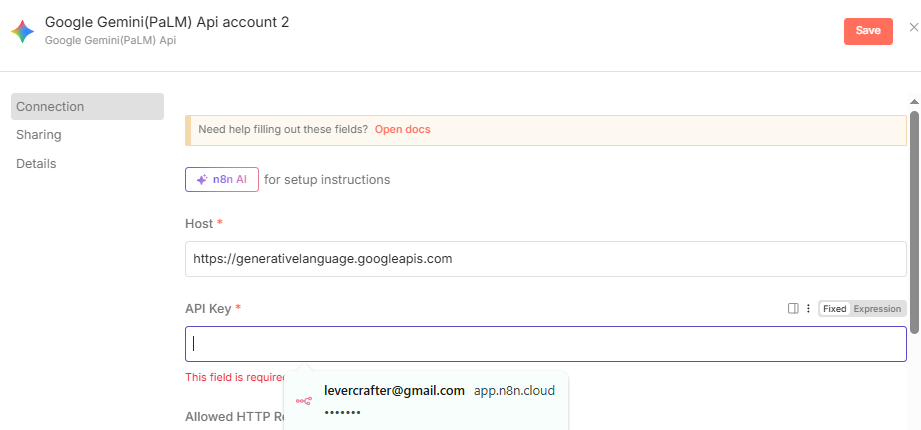 Google Gemini(PaLM) Api account 2
Google Gemini(PaLM) Api
Save
Connection
Sharing
Details
Need help filling out these fields? Open docs
n8n AI for setup instructions
Host *
https://generativelanguage.googleapis.com
API Key *
Fixed Expression
This field is require
levercrafter@gmail.com app.n8n.cloud
•••••••
Allowed HTTP Re